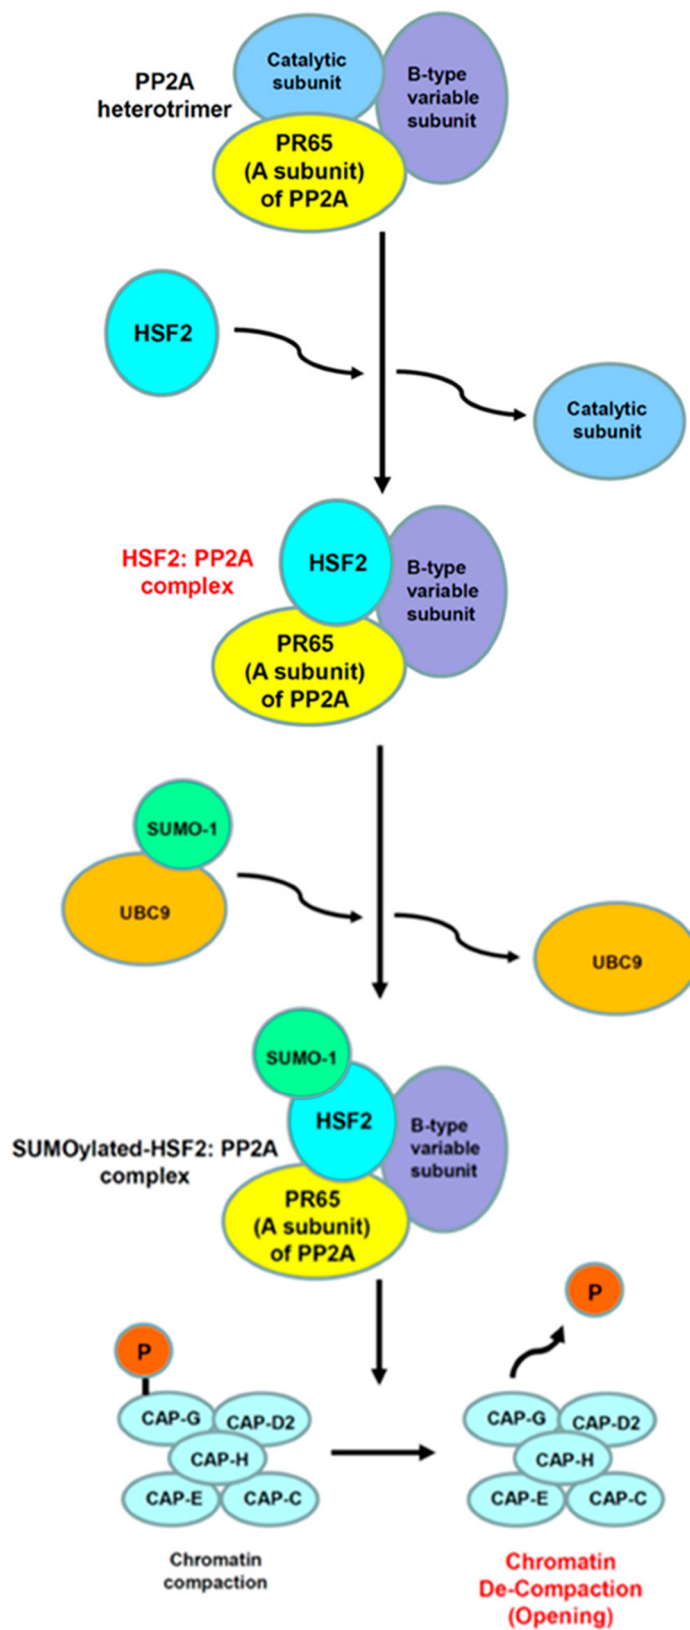 Catalytic
subunit
B-type
variable
subunit
PP2A
heterotrimer
PR65
(A subunit)
of PP2A
HSF2
Catalytic
subunit
HSF2: PP2A
complex
HSF2
B-type
variable
subunit
PR65
(A subunit)
of PP2A
SUMO-1
UBC9
UBC9
SUMO-1
HSF2
B-type
variable
subunit
SUMOylated-HSF2: PP2A
complex
PR65
(A subunit)
of PP2A
P
P
CAP-G
CAP-D2
CAP-H
CAP-E
CAP-C
CAP-G
CAP-D2
CAP-H
CAP-E
CAP-C
Chromatin
compaction
Chromatin
De-Compaction
(Opening)